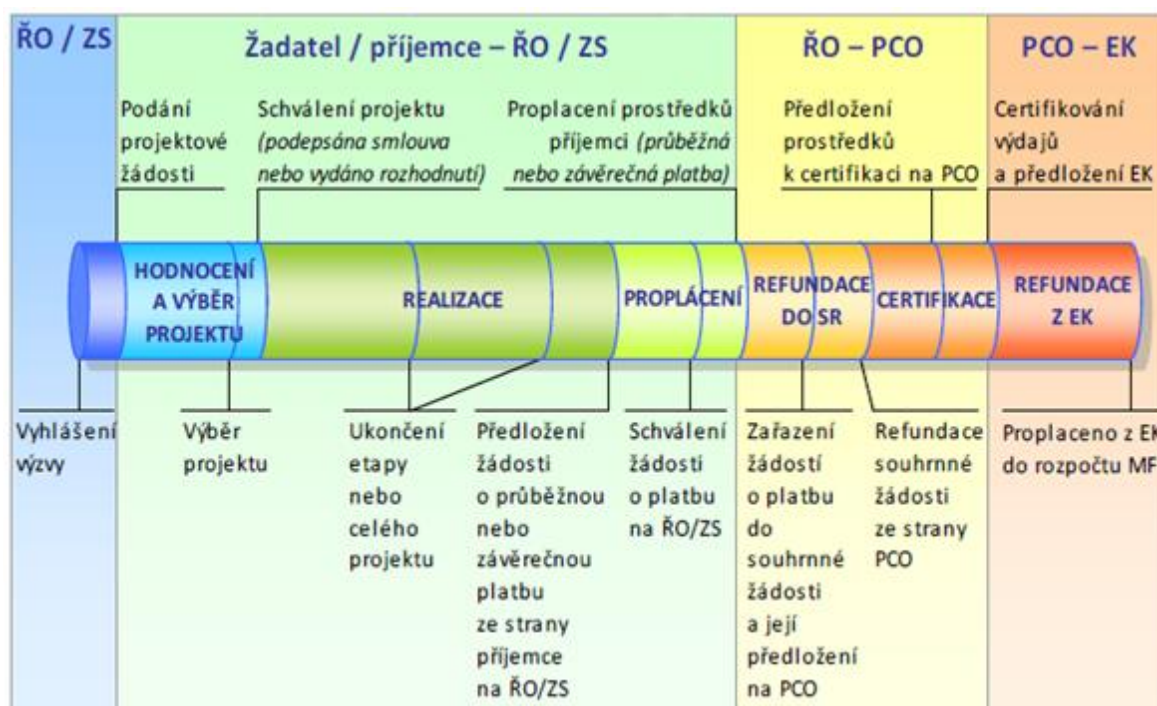 ŘO / ZS
Žadatel / příjemce – ŘO / ZS
ŘO – PCO
PCO – EK
Podání
projektové
žádosti
Schválení projektu
(podepsána smlouva
nebo vydáno rozhodnutí)
Proplacení prostředků
příjemci (průběžná
nebo závěrečná platba)
Předložení
prostředků
k certifikaci na PCO
Certifikování
výdajů
a předložení EK
HODNOCENÍ
A VÝBĚR
PROJEKTU
REALIZACE
PROPLÁCENÍ
REFUNDACE
DO SR
CERTIFIKACE
REFUNDACE
Z EK
Vyhlášení
výzvy
Výběr
projektu
Ukončení
etapy
nebo
celého
projektu
Předložení
žádosti
o průběžnou
nebo
závěrečnou
platbu
ze strany
příjemce
na ŘO/ZS
Schválení
žádosti
o platbu
na ŘO/ZS
Zařazení
žádostí
o platbu
do
souhrnné
žádosti
a její
předložení
na PCO
Refundace
souhrnné
žádosti
ze strany
PCO
Proplaceno z EK
do rozpočtu MF